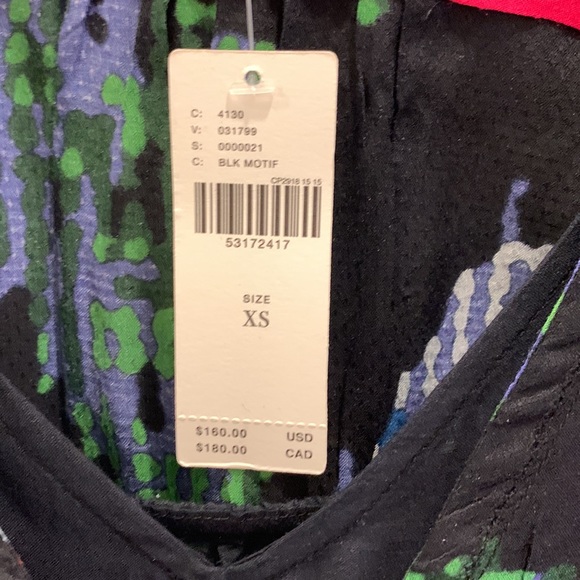 C: 4130
V: 031799
S: 0000021
C: BLK MOTIF
CP2918 15 15
53172417
SIZE
XS
$160.00 USD
$180.00 CAD